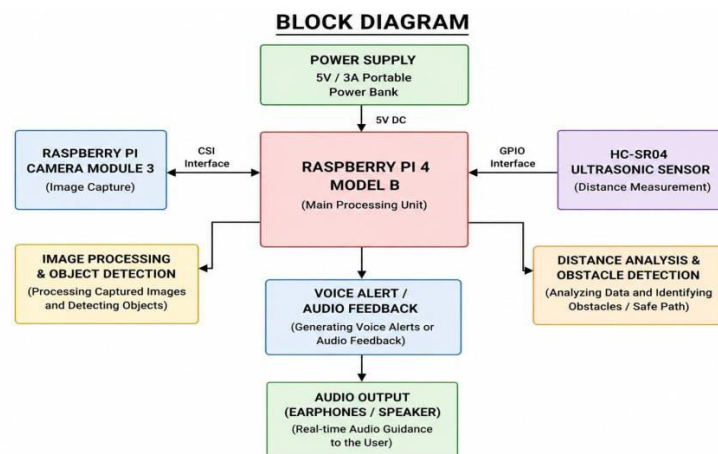 BLOCK DIAGRAM
POWER SUPPLY
5V / 3A Portable
Power Bank
5V DC
RASPBERRY PI
CAMERA MODULE 3
(Image Capture)
CSI
Interface
RASPBERRY PI 4
MODEL B
(Main Processing Unit)
GPIO
Interface
HC-SR04
ULTRASONIC SENSOR
(Distance Measurement)
IMAGE PROCESSING
& OBJECT DETECTION
(Processing Captured Images
and Detecting Objects)
VOICE ALERT /
AUDIO FEEDBACK
(Generating Voice Alerts or
Audio Feedback)
DISTANCE ANALYSIS &
OBSTACLE DETECTION
(Analyzing Data and Identifying
Obstacles / Safe Path)
AUDIO OUTPUT
(EARPHONES / SPEAKER)
(Real-time Audio Guidance
to the User)